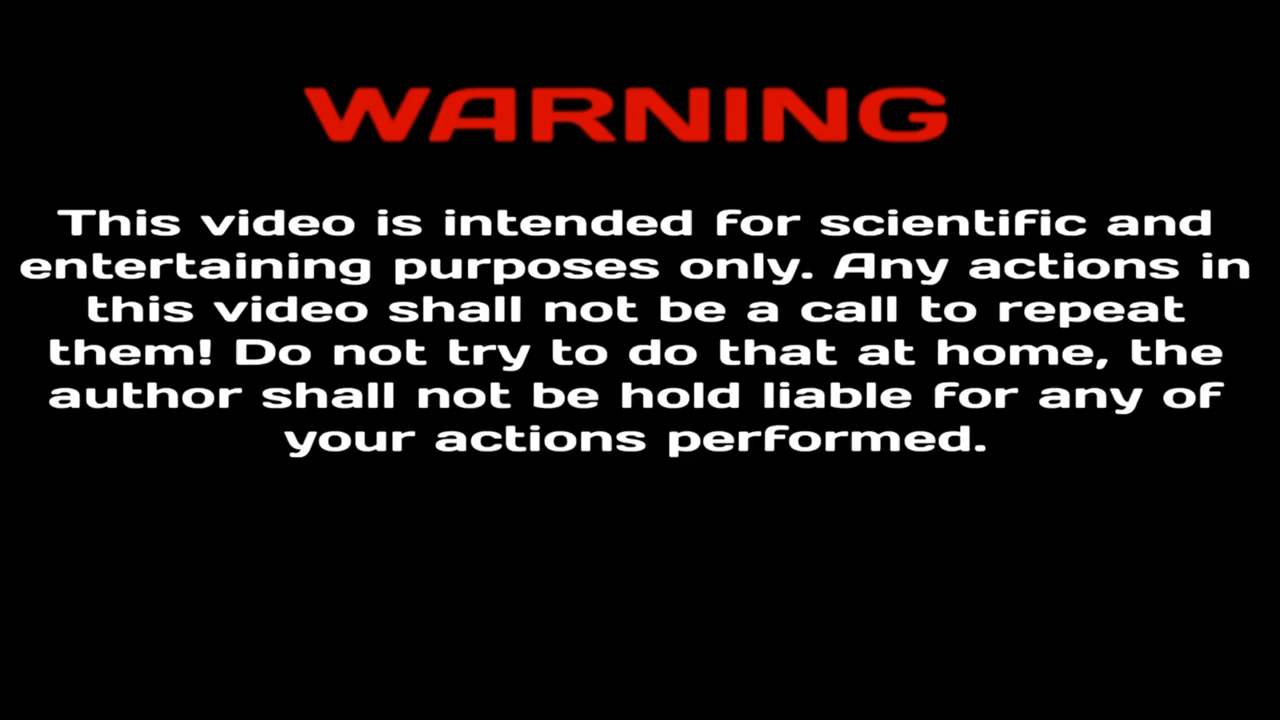 WARNING
This video is intended for scientific and
entertaining purposes only. Any actions in
this video shall not be a call to repeat
them! Do not try to do that at home, the
author shall not be hold liable for any of
your actions performed.